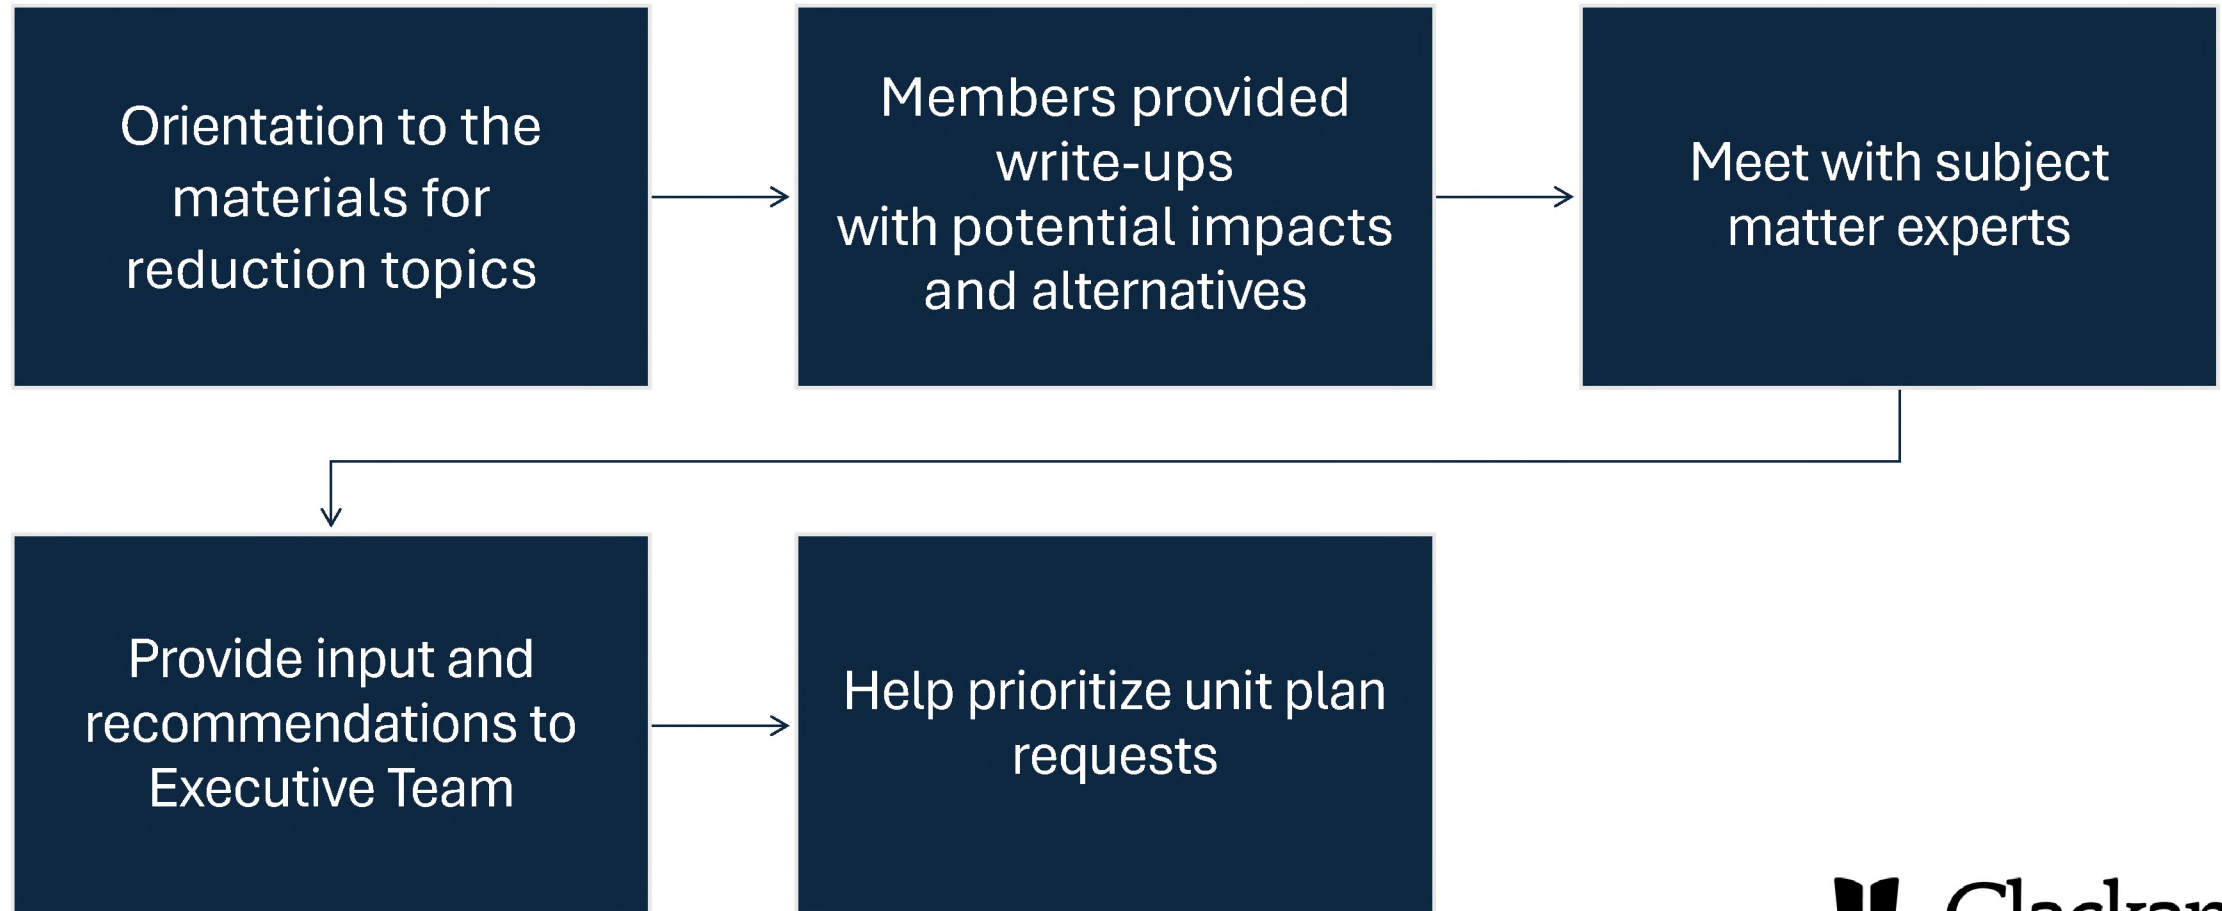 Orientation to the
materials for
reduction topics
Members provided
write-ups
with potential impacts
and alternatives
Meet with subject
matter experts
Provide input and
recommendations to
Executive Team
Help prioritize unit plan
requests